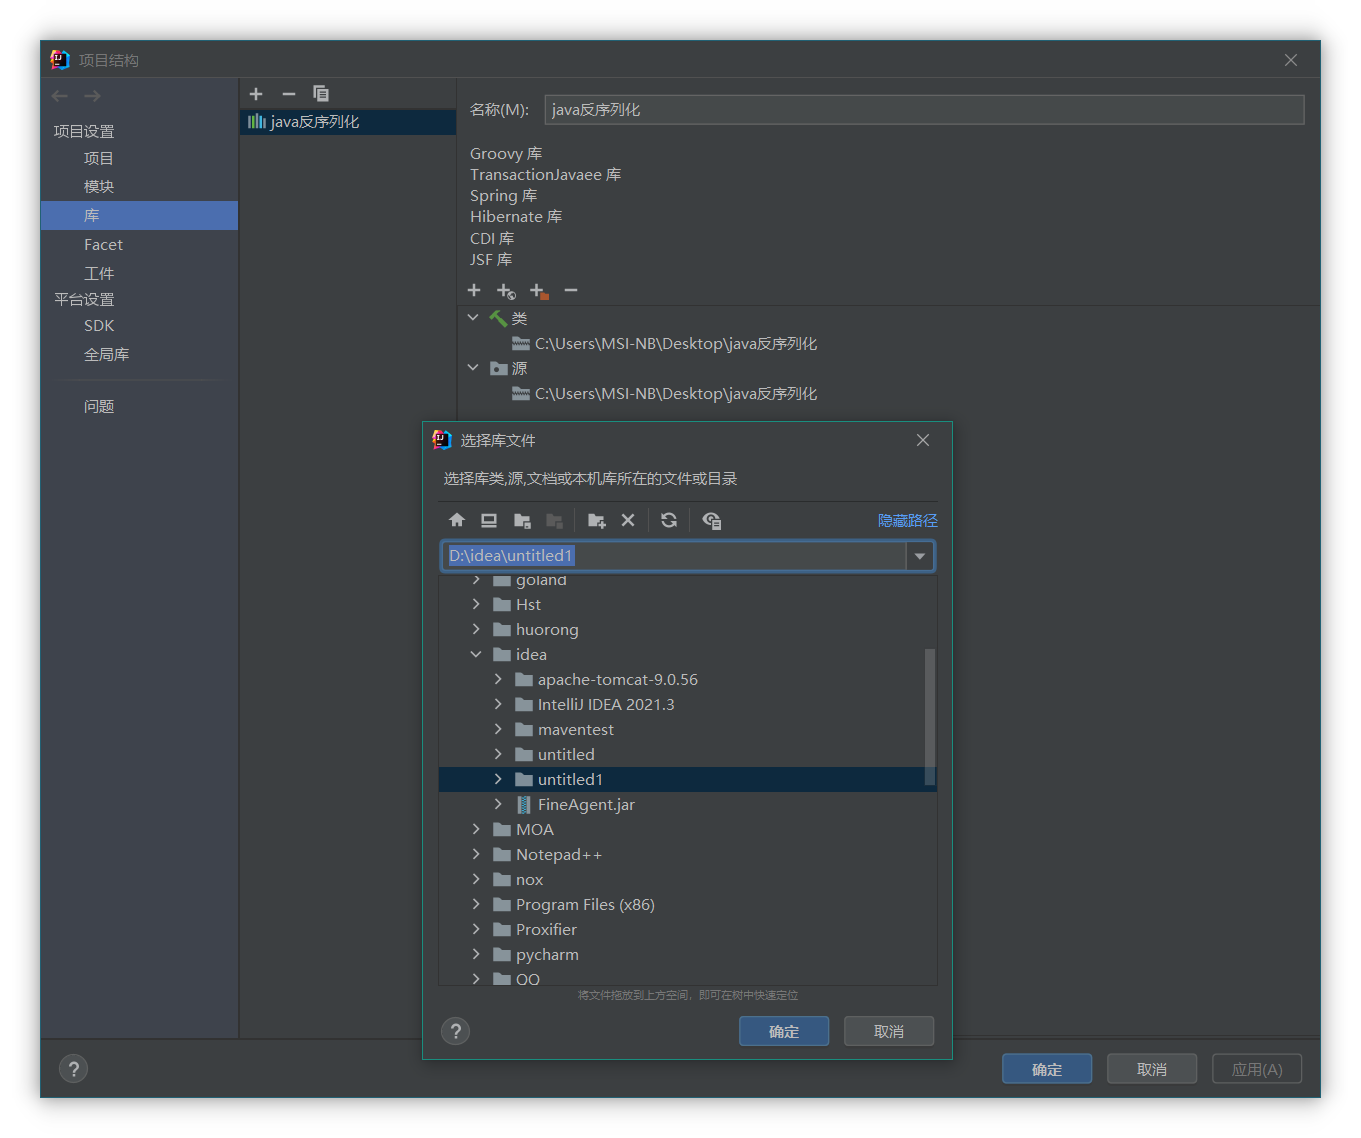 项目结构
项目设置
项目
模块
库
Facet
工件
平台设置
SDK
全局库
问题
java反序列化
名称(M):
java反序列化
Groovy 库
TransactionJavaee 库
Spring 库
Hibernate 库
CDI 库
JSF 库
类
C:\Users\MSI-NB\Desktop\java反序列化
源
C:\Users\MSI-NB\Desktop\java反序列化
选择库文件
选择库类,源,文档或本机库所在的文件或目录
隐藏路径
D:\idea\untitled1
goland
Hst
huorong
idea
apache-tomcat-9.0.56
IntelliJ IDEA 2021.3
maventest
untitled
untitled1
FineAgent.jar
MOA
Notepad++
nox
Program Files (x86)
Proxifier
pycharm
QQ
将文件拖放到上方空间，即可在树中快速定位
?
确定
取消
?
确定
取消
应用(A)